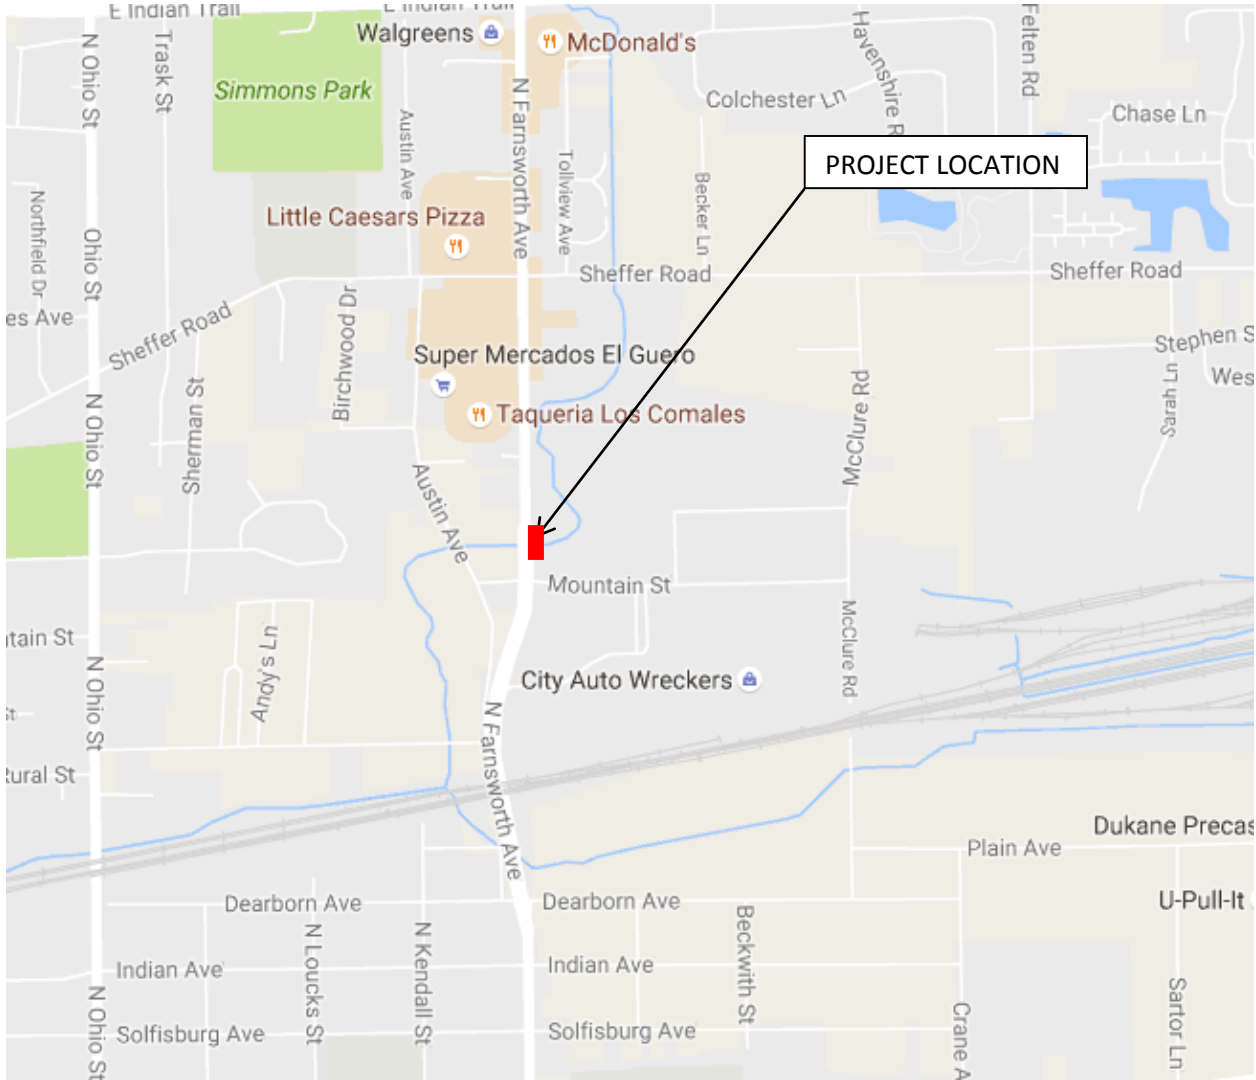 E Indian Trail
E Indian Trail
Walgreens
McDonald's
N Ohio St
Trask St
Simmons Park
Austin Ave
N Farnsworth Ave
Tollview Ave
Colchester Ln
Havenshire R
Felten Rd
Chase Ln
PROJECT LOCATION
Becker Ln
Northfield Dr
Ohio St
Little Caesars Pizza
Sheffer Road
Sheffer Road
es Ave
Sheffer Road
Birchwood Dr
Super Mercados El Guero
Stephen S
Wes
Sarah Ln
N Ohio St
Sherman St
Taqueria Los Comales
McClure Rd
Austin Ave
Mountain St
ntain St
Andy's Ln
McClure Rd
City Auto Wreckers
N Ohio St
St
N Farnsworth Ave
Rural St
Dukane Precas
Plain Ave
Dearborn Ave
Dearborn Ave
U-Pull-It
N Loucks St
N Kendall St
Beckwith St
Indian Ave
Indian Ave
N Ohio St
Solfisburg Ave
Solfisburg Ave
Crane A
Sartor Ln